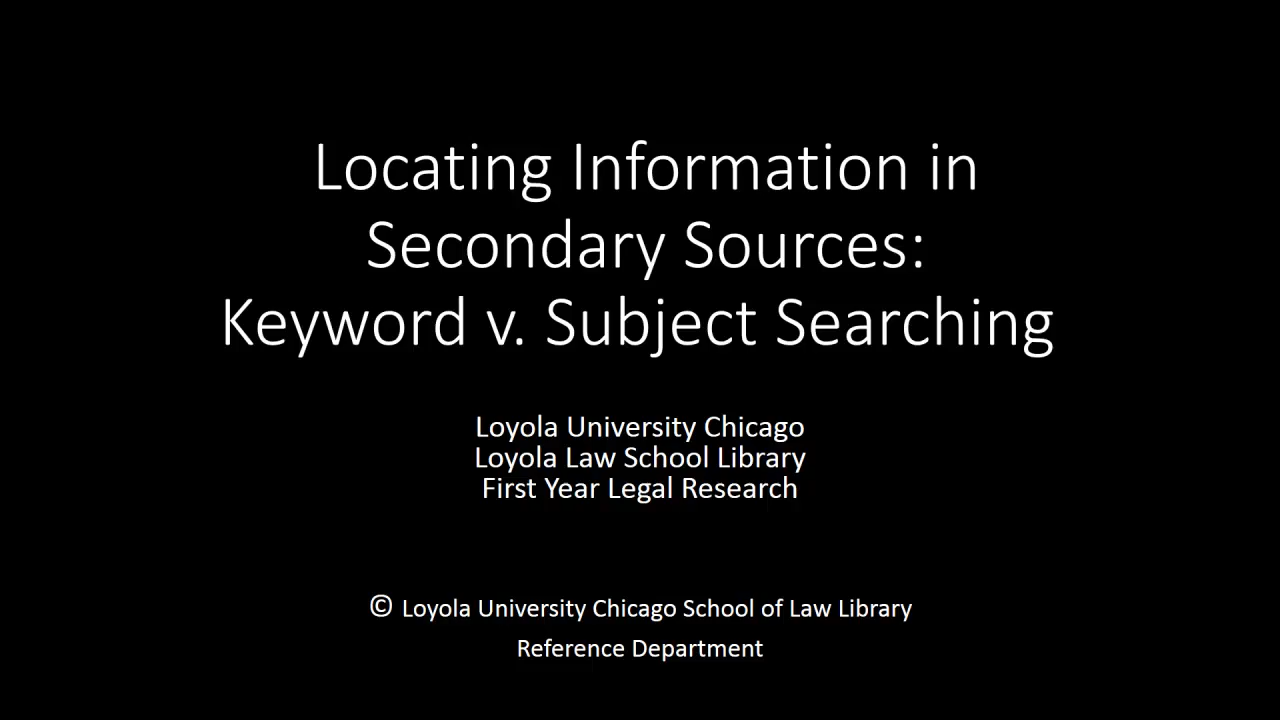 Locating Information in
Secondary Sources:
Keyword v. Subject Searching
Loyola University Chicago
Loyola Law School Library
First Year Legal Research
© Loyola University Chicago School of Law Library
Reference Department